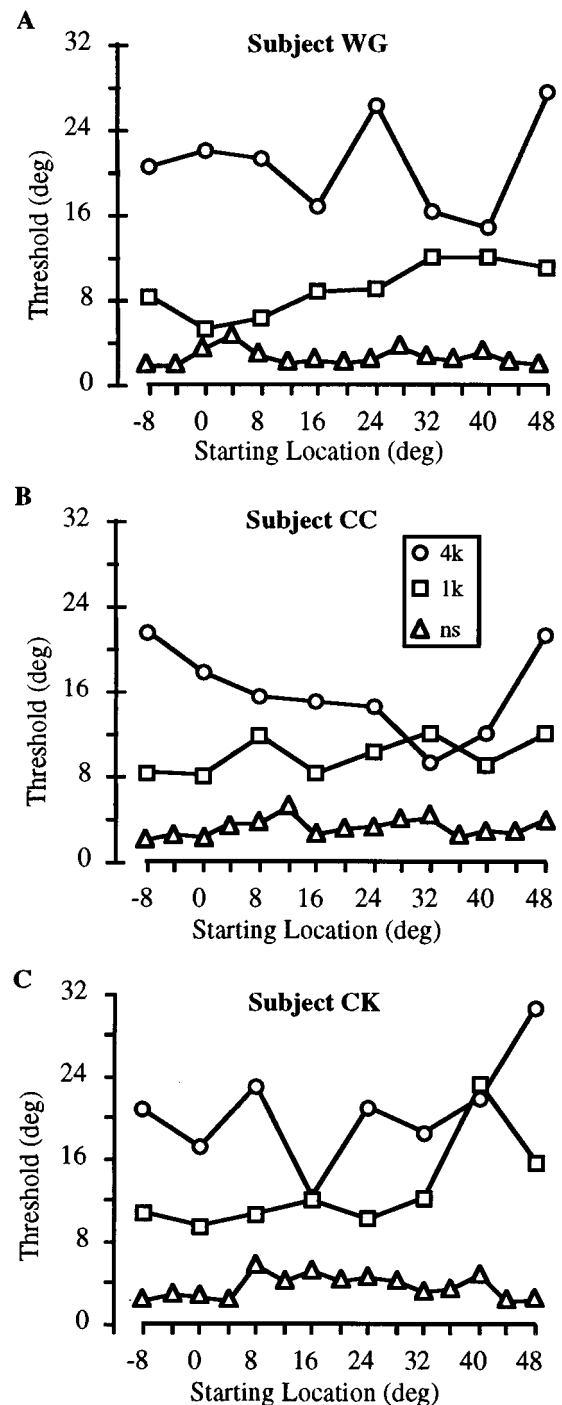 A
Subject WG
32
24
16
8
0
Threshold (deg)
-8 0 8 16 24 32 40 48
Starting Location (deg)
B
Subject CC
32
24
16
8
0
Threshold (deg)
4k
1k
ns
-8 0 8 16 24 32 40 48
Starting Location (deg)
C
Subject CK
32
24
16
8
0
Threshold (deg)
-8 0 8 16 24 32 40 48
Starting Location (deg)